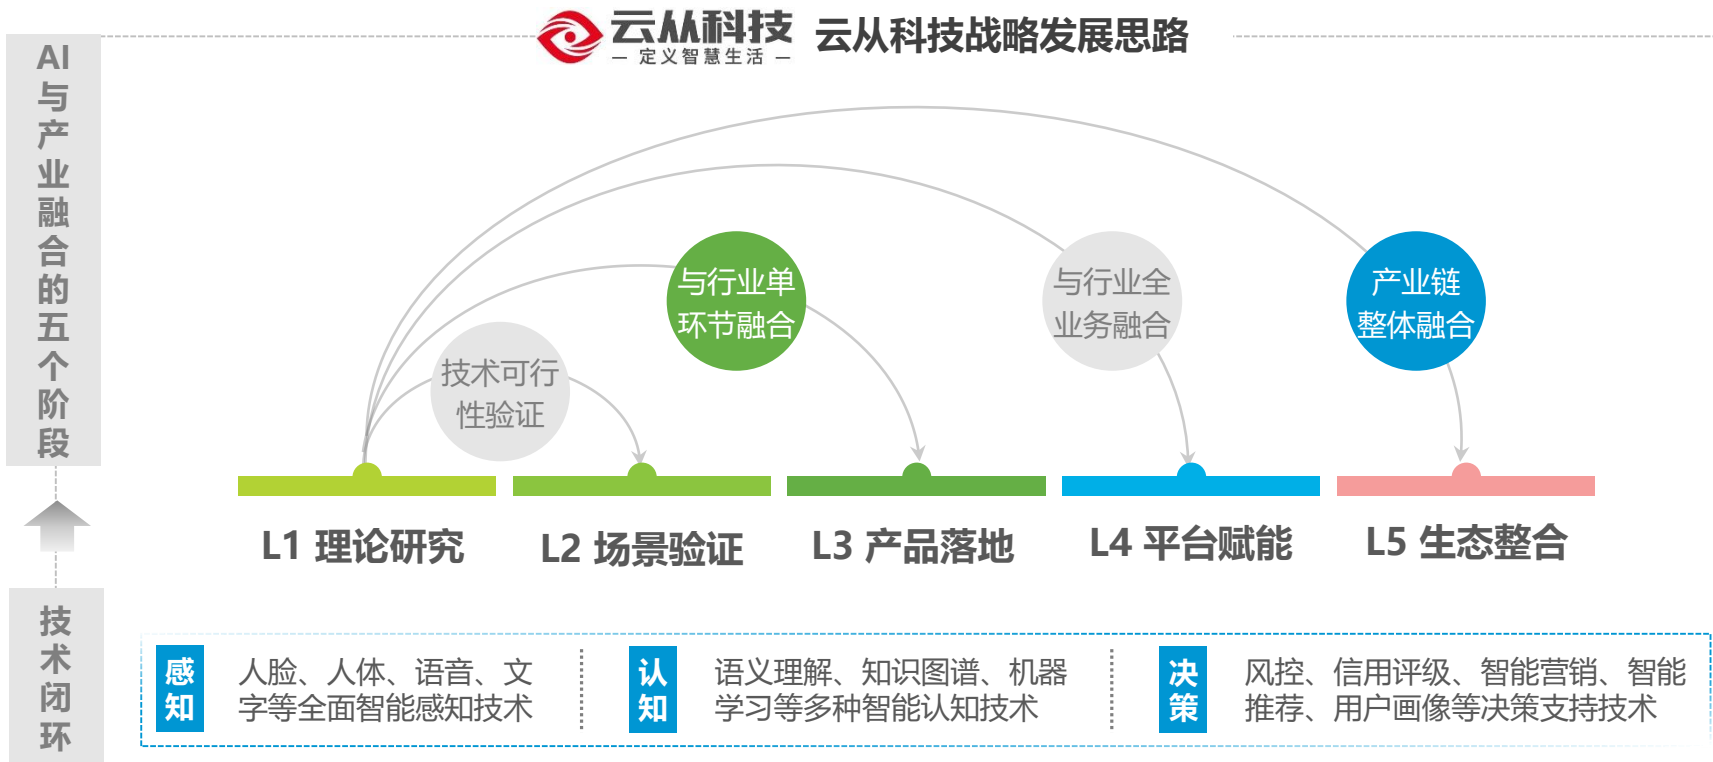 云从科技
定义智慧生活
云从科技战略发展思路
AI与产业融合的五个阶段
技术可行
性验证
与行业单
环节融合
与行业全
业务融合
产业链
整体融合
L1 理论研究
L2 场景验证
L3 产品落地
L4 平台赋能
L5 生态整合
技术闭环
感知
人脸、人体、语音、文
字等全面智能感知技术
认知
语义理解、知识图谱、机器
学习等多种智能认知技术
决策
风控、信用评级、智能营销、智能
推荐、用户画像等决策支持技术